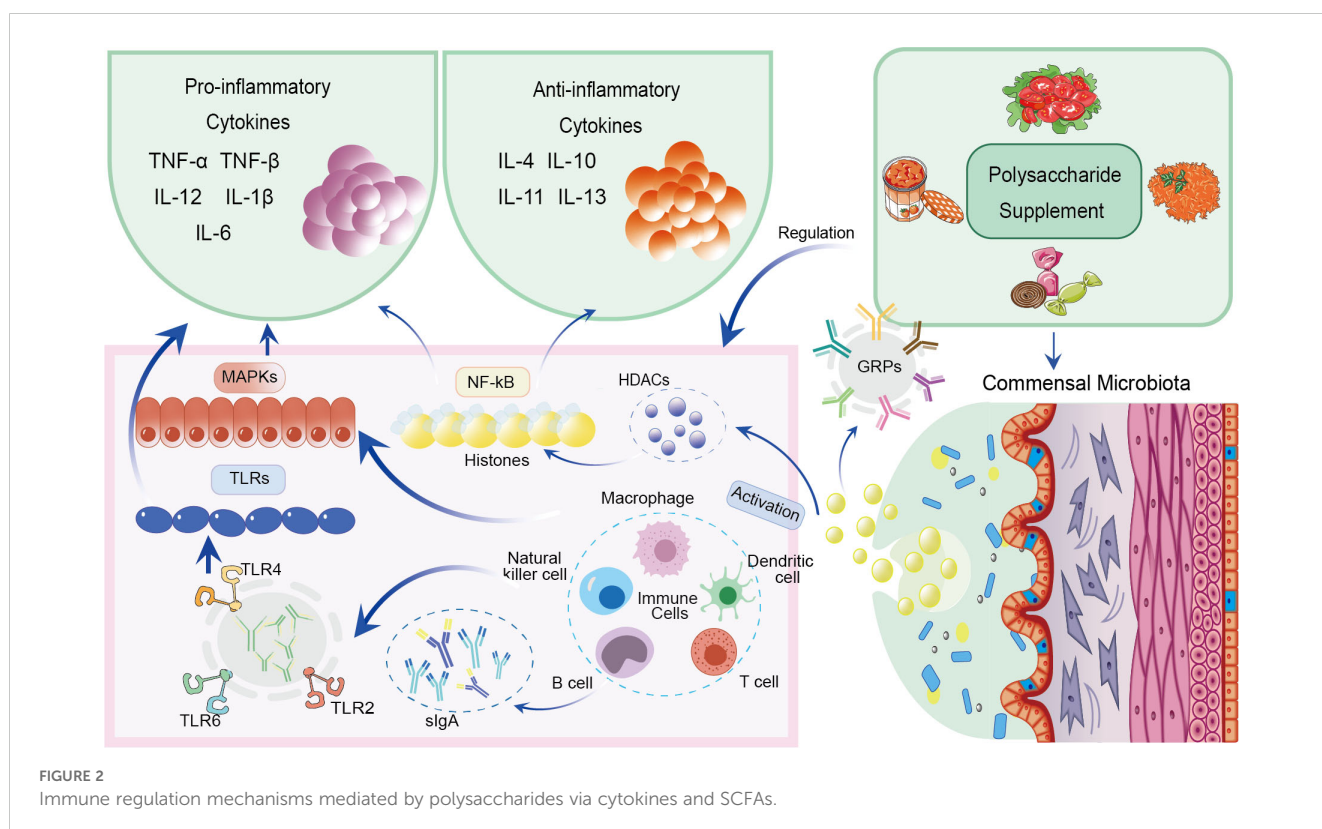 Pro-inflammatory
Cytokines
TNF-α TNF-β
IL-12 IL-1β
IL-6
Anti-inflammatory
Cytokines
IL-4 IL-10
IL-11 IL-13
Polysaccharide
Supplement
Regulation
GRPs
Commensal Microbiota
MAPKs
NF-kB
HDACs
Histones
TLRs
Activation
Macrophage
Natural
killer cell
Dendritic
cell
Immune
Cells
B cell
T cell
TLR4
TLR6
TLR2
sIgA
FIGURE 2
Immune regulation mechanisms mediated by polysaccharides via cytokines and SCFAs.